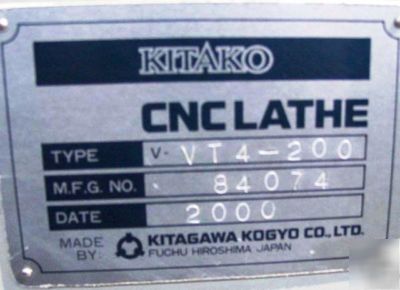 KITAKO
CNC LATHE
TYPE V- VT4-200
M.F.G. NO. 84074
DATE 2000
MADE BY: KITAGAWA KOGYO CO., LTD.
FUCHU HIROSHIMA JAPAN